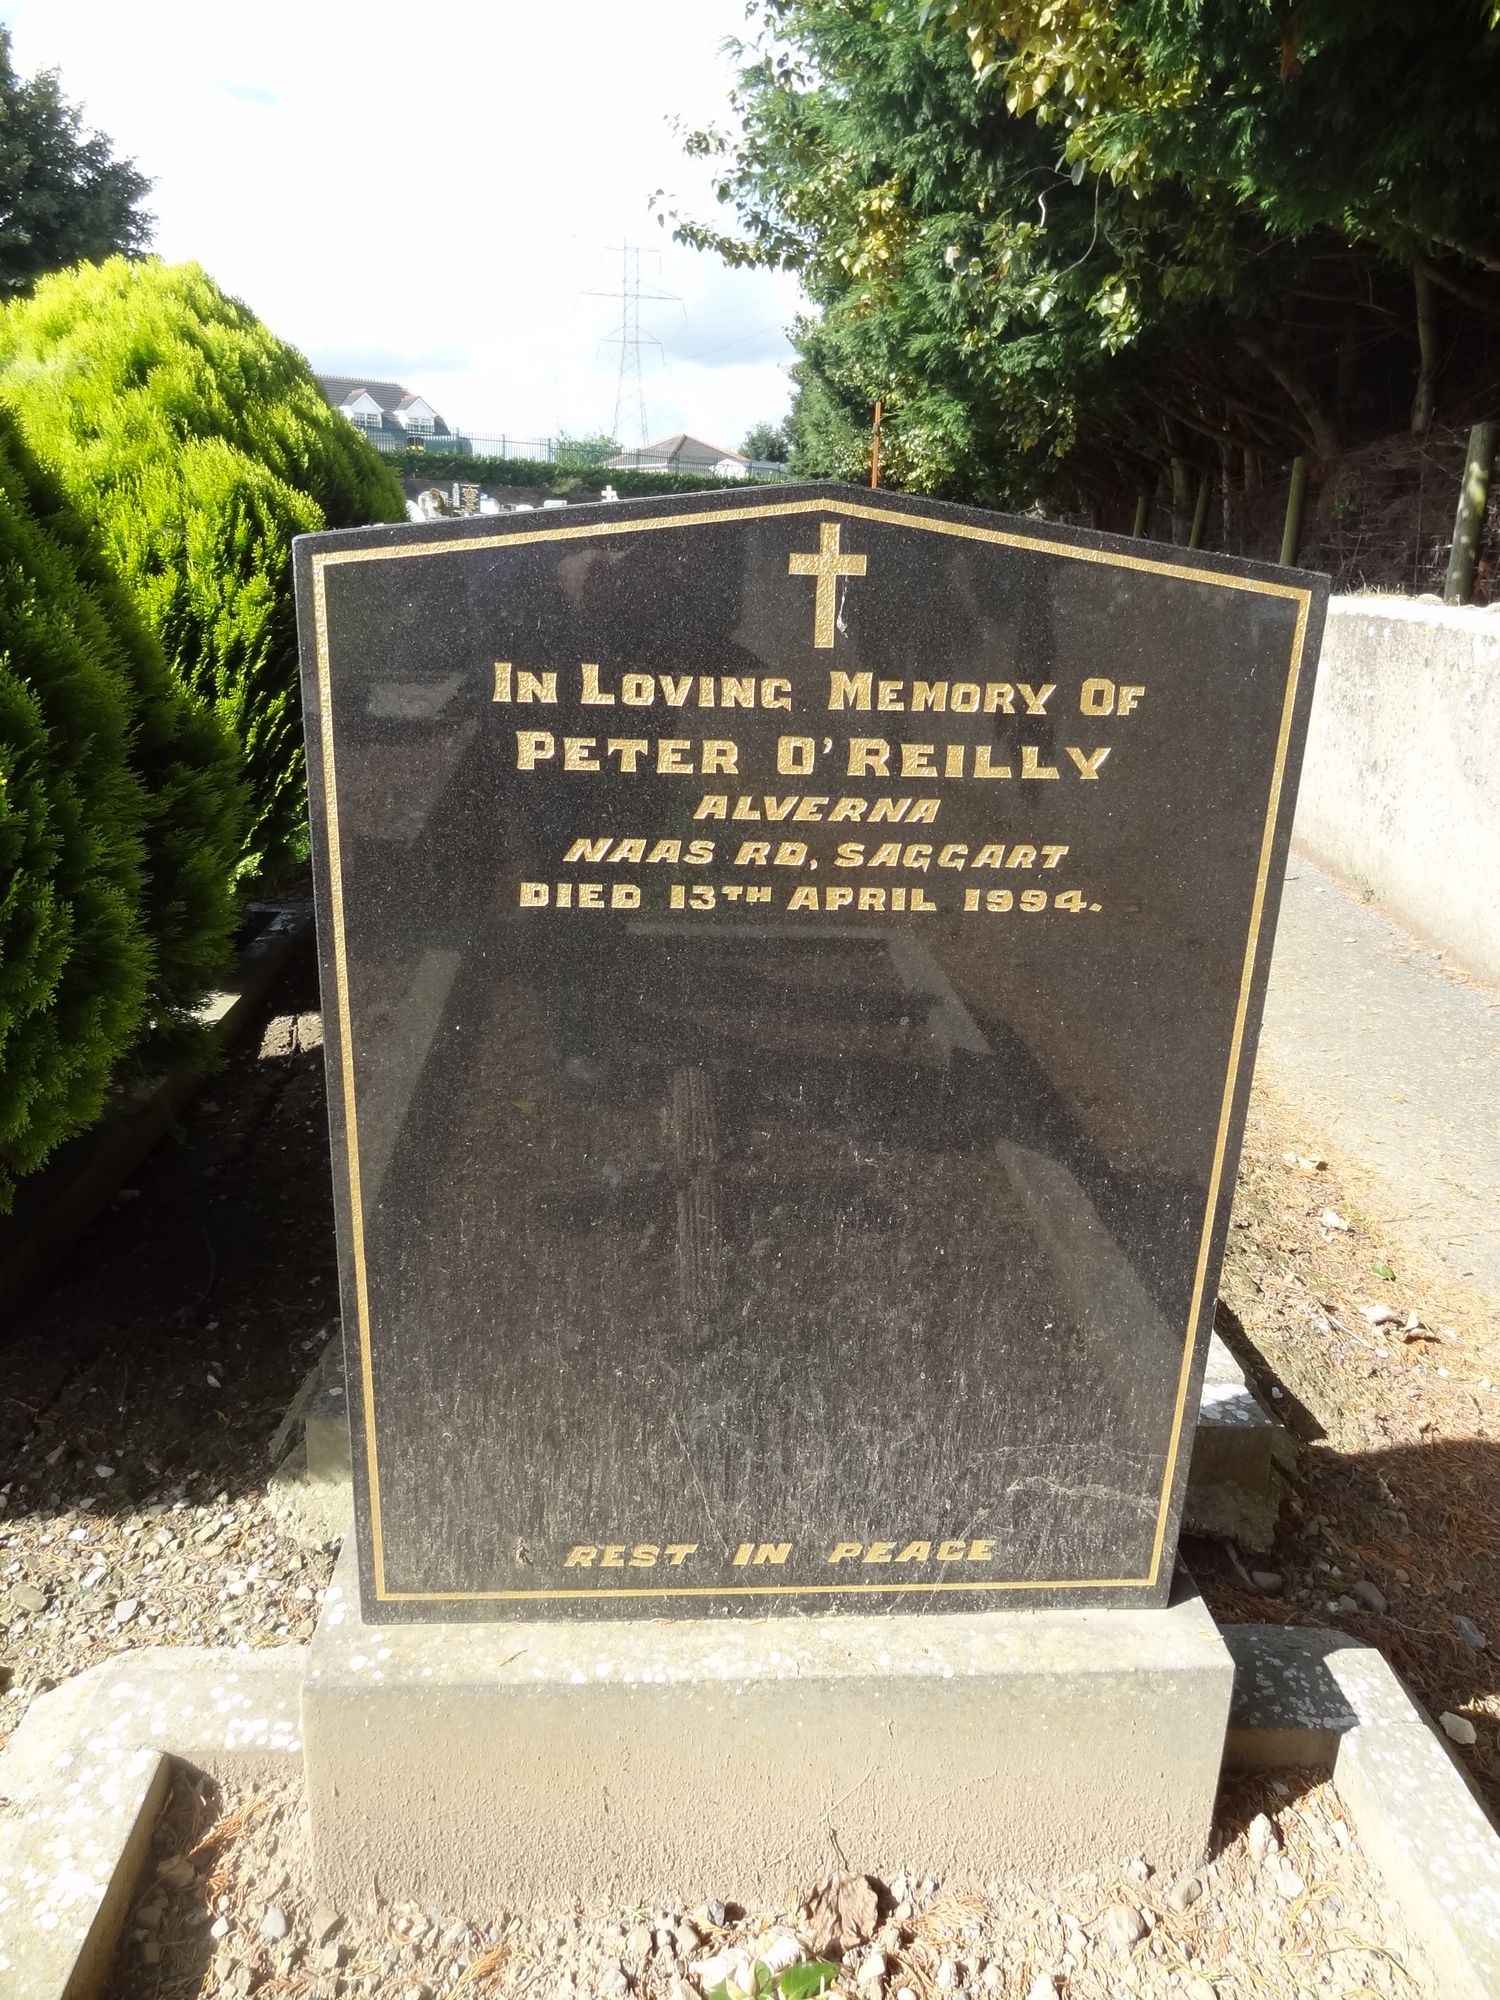 In Loving Memory Of
Peter O'Reilly
ALVERNA
NAAS RD, SAGGART
DIED 13TH APRIL 1994.
REST IN PEACE